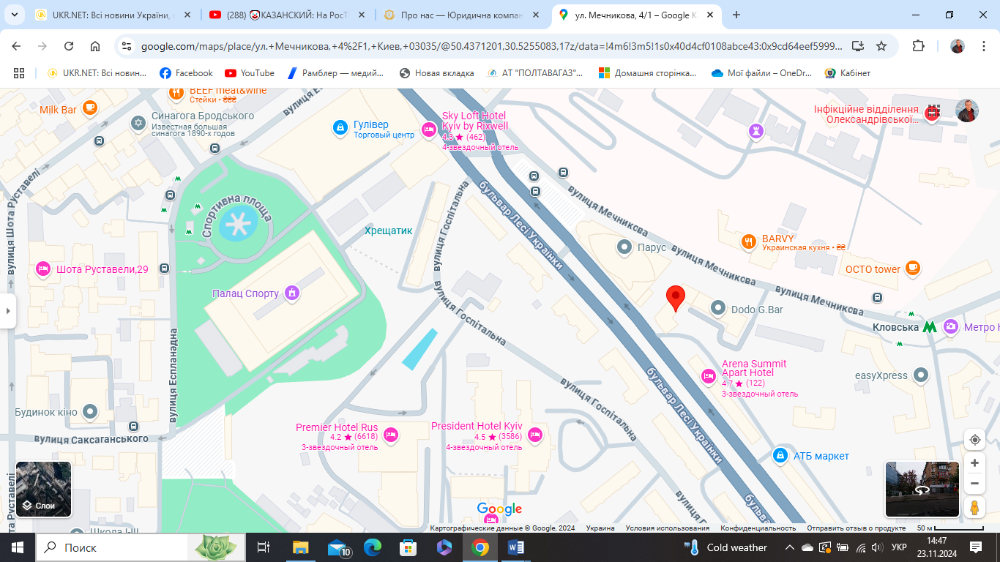 UKR.NET: Всі новини України,
(288) КАЗАНСКИЙ: На РосТ
Про нас — Юридична компан
ул. Мечникова, 4/1 – Google К
google.com/maps/place/ул.+Мечникова,+4%2F1,+Киев,+03035/@50.4371201,30.5255083,17z/data=!4m6!3m5!1s0x40d4cf0108abce43:0x9cd64eef5999...
UKR.NET: Всі новин...
Facebook
YouTube
Рамблер — медий...
Новая вкладка
АТ "ПОЛТАВАГАЗ"...
Домашня сторінка...
Мої файли – OneDr...
Кабінет
BEEF meat&wine
Стейки • ₴₴₴
Milk Bar
Синагога Бродського
Известная большая
синагога 1890-х годов
Гулівер
Торговый центр
Sky Loft Hotel
Kyiv by Rixwell
4.3 ★ (462)
4-звездочный отель
Інфекційне відділення
Олександрівської...
вулиця Шота Руставелі
Спортивна площа
Хрещатик
вулиця Госпітальна
бульвар Лесі Українки
вулиця Мечникова
Парус
вулиця Мечникова
BARVY
Украинская кухня • ₴₴
OCTO tower
Шота Руставели,29
Палац Спорту
вулиця Госпітальна
Dodo G.Bar
вулиця Мечникова
Кловська
Метро К
вулиця Еспланадна
Arena Summit
Apart Hotel
4.7 ★ (122)
3-звездочный отель
easyXpress
бульвар Лесі Українки
вулиця Госпітальна
Будинок кіно
вулиця Саксаганського
Premier Hotel Rus
4.2 ★ (6618)
3-звездочный отель
President Hotel Kyiv
4.5 ★ (3586)
4-звездочный отель
АТБ маркет
Слои
Google
Картографические данные © Google, 2024
Украина
Условия использования
Конфиденциальность
Отправить отзыв о продукте
50 м
Поиск
10
Cold weather
УКР
14:47
23.11.2024